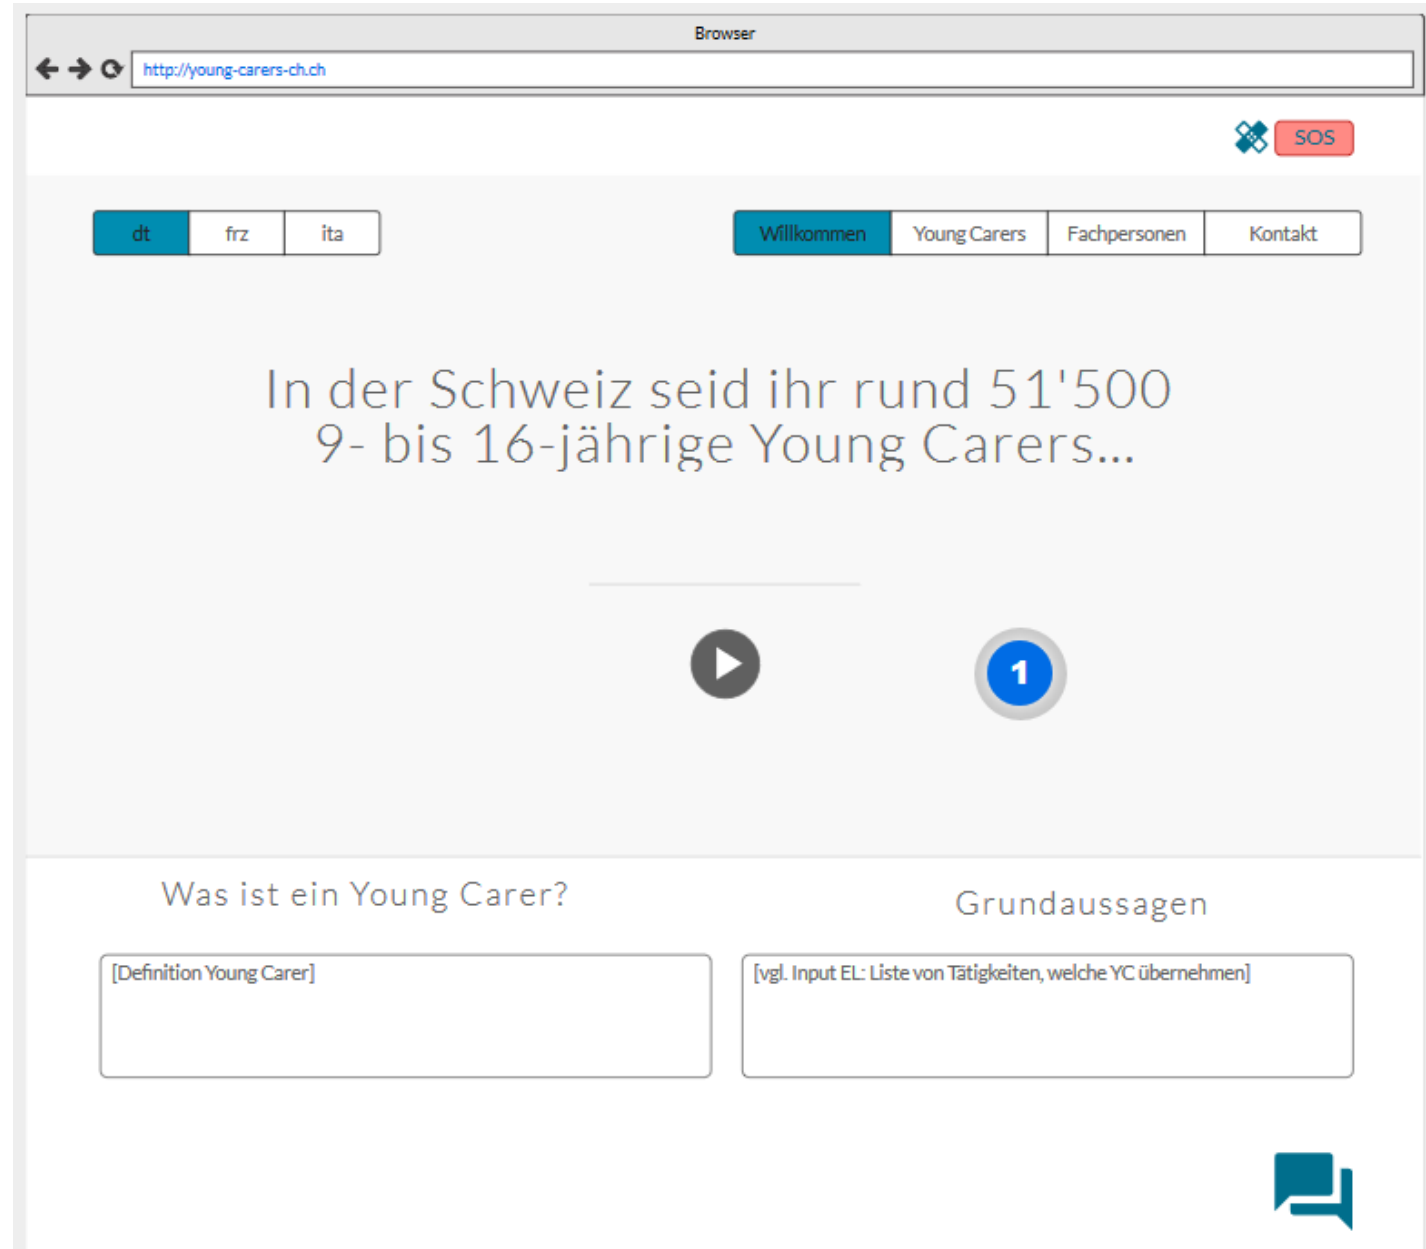 Browser
http://young-carers-ch.ch
SOS
dt frz ita
Willkommen Young Carers Fachpersonen Kontakt
In der Schweiz seid ihr rund 51'500
9- bis 16-jährige Young Carers...
1
Was ist ein Young Carer?
[Definition Young Carer]
Grundaussagen
[vgl. Input EL: Liste von Tätigkeiten, welche YC übernehmen]